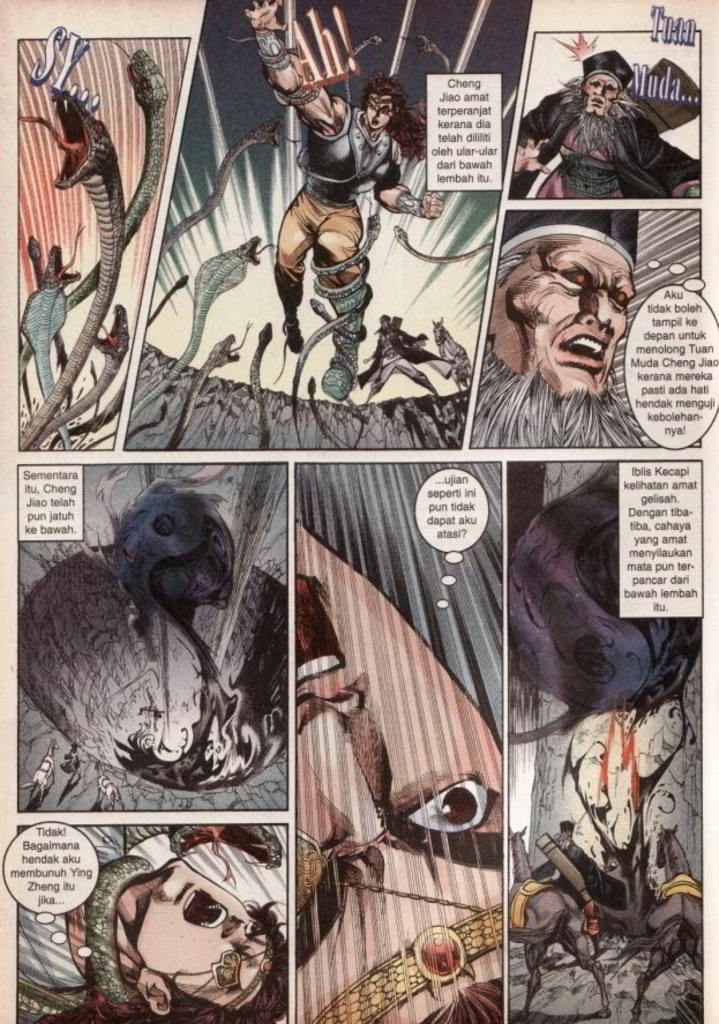 SY...
Ah!
Cheng
Jiao amat
terperanjat
kerana dia
telah dililiti
oleh ular-ular
dari bawah
lembah itu.
Tuan
Muda...
Aku
tidak boleh
tampil ke
depan untuk
menolong Tuan
Muda Cheng Jiao
kerana mereka
pasti ada hati
hendak menguji
kebolehan-
nya!
Sementara
itu, Cheng
Jiao telah
pun jatuh
ke bawah.
...ujian
seperti ini
pun tidak
dapat aku
atasi?
Iblis Kecapi
kelihatan amat
gelisah.
Dengan tiba-
tiba, cahaya
yang amat
menyilaukan
mata pun ter-
pancar dari
bawah lembah
itu.
Tidak!
Bagaimana
hendak aku
membunuh Ying
Zheng itu
jika...